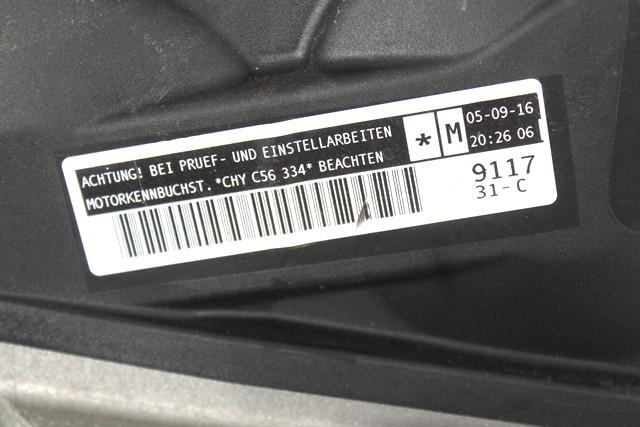 ACHTUNG! BEI PRUEF- UND EINSTELLARBEITEN
MOTORKENNBUCHST. *CHY C56 334* BEACHTEN
* M
05-09-16
20:26 06
9117
31-C